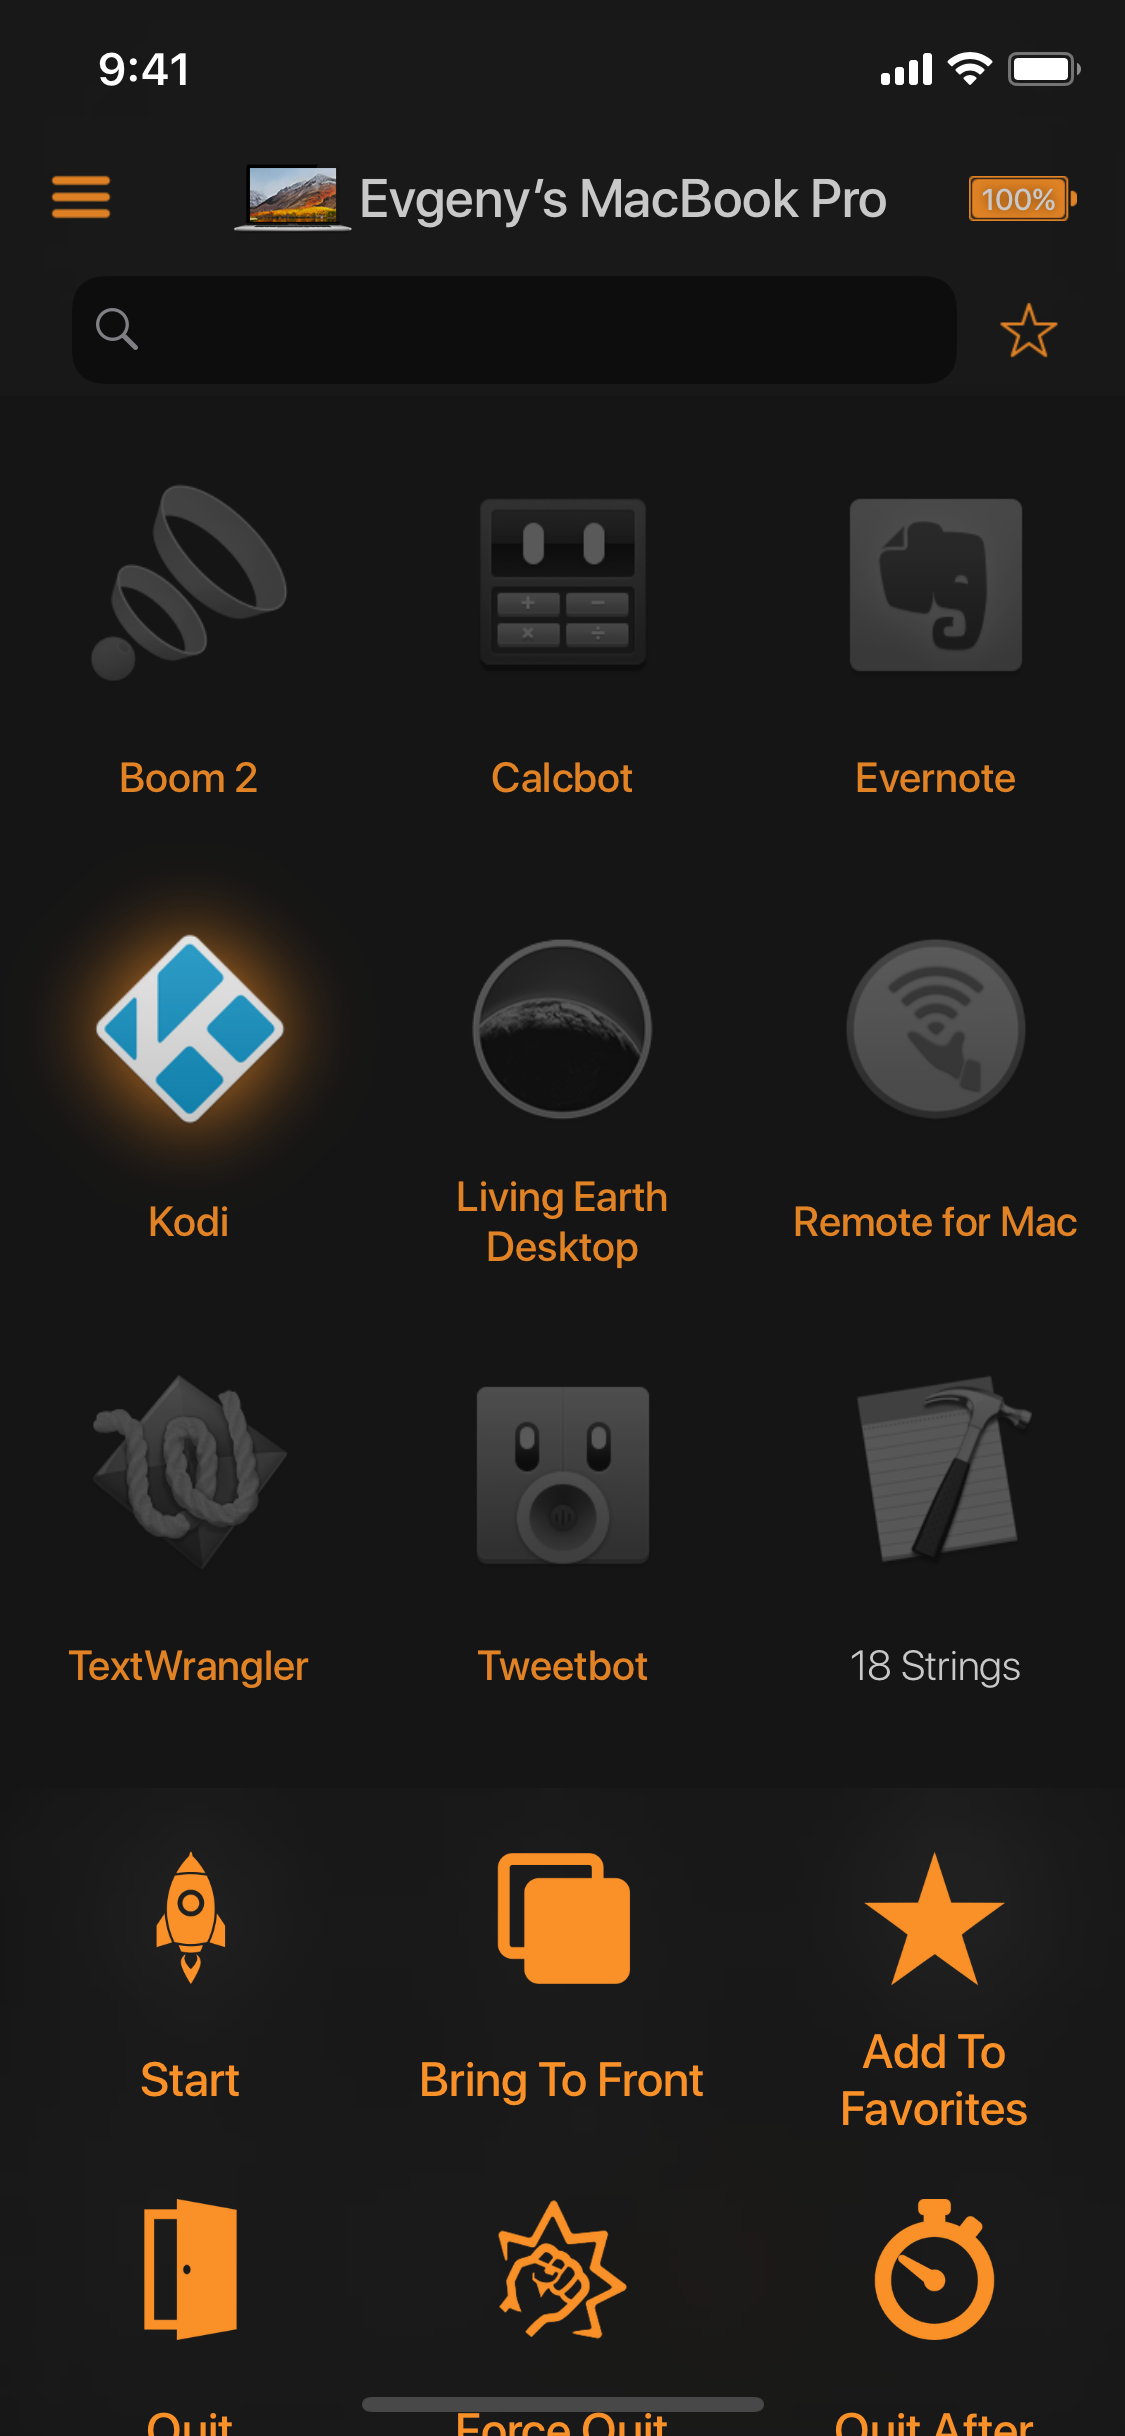 9:41
Evgeny’s MacBook Pro
100%
Boom 2
Calcbot
Evernote
Kodi
Living Earth
Desktop
Remote for Mac
TextWrangler
Tweetbot
18 Strings
Start
Bring To Front
Add To
Favorites
Quit
Force Quit
Quit After